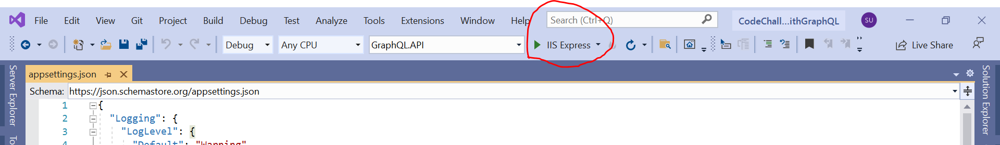 File Edit View Git Project Build Debug Test Analyze Tools Extensions Window Help Search (Ctrl+Q) CodeChall...ithGraphQL SU
Debug Any CPU GraphQL.API IIS Express Live Share
Server Explorer
To
appsettings.json
Solution Explorer
Schema: https://json.schemastore.org/appsettings.json
1 {
2 "Logging": {
3 "LogLevel": {
4 "Default": "Warning"